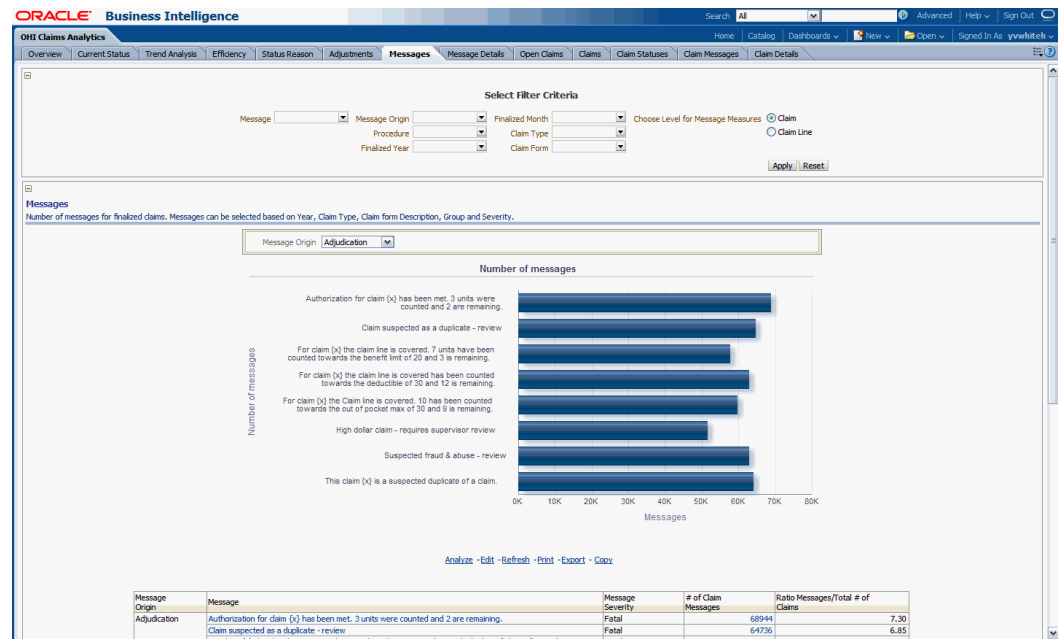 ORACLE Business Intelligence
Search All Advanced Help Sign Out
OHI Claims Analytics
Home Catalog Dashboards New Open Signed In As yvwhiteh
Overview Current Status Trend Analysis Efficiency Status Reason Adjustments Messages Message Details Open Claims Claims Claim Statuses Claim Messages Claim Details
Select Filter Criteria
Message Message Origin Finalized Month Choose Level for Message Measures Claim
Procedure Claim Type Claim Line
Finalized Year Claim Form
Apply Reset
Messages
Number of messages for finalized claims. Messages can be selected based on Year, Claim Type, Claim form Description, Group and Severity.
Message Origin Adjudication
Number of messages
Number of messages
Authorization for claim {x} has been met. 3 units were
counted and 2 are remaining.
Claim suspected as a duplicate - review
For claim {x} the claim line is covered. 7 units have been
counted towards the benefit limit of 20 and 3 is remaining.
For claim {x} the claim line is covered has been counted
towards the deductible of 30 and 12 is remaining.
For claim {x} the Claim line is covered. 10 has been counted
towards the out of pocket max of 30 and 9 is remaining.
High dollar claim - requires supervisor review
Suspected fraud & abuse - review
This claim {x} is a suspected duplicate of a claim.
0K 10K 20K 30K 40K 50K 60K 70K 80K
Messages
Analyze - Edit - Refresh - Print - Export - Copy
Message Origin Message Message Severity # of Claim Messages Ratio Messages/Total # of Claims
Adjudication Authorization for claim {x} has been met. 3 units were counted and 2 are remaining. Fatal 68944 7.30
Claim suspected as a duplicate - review Fatal 64736 6.85